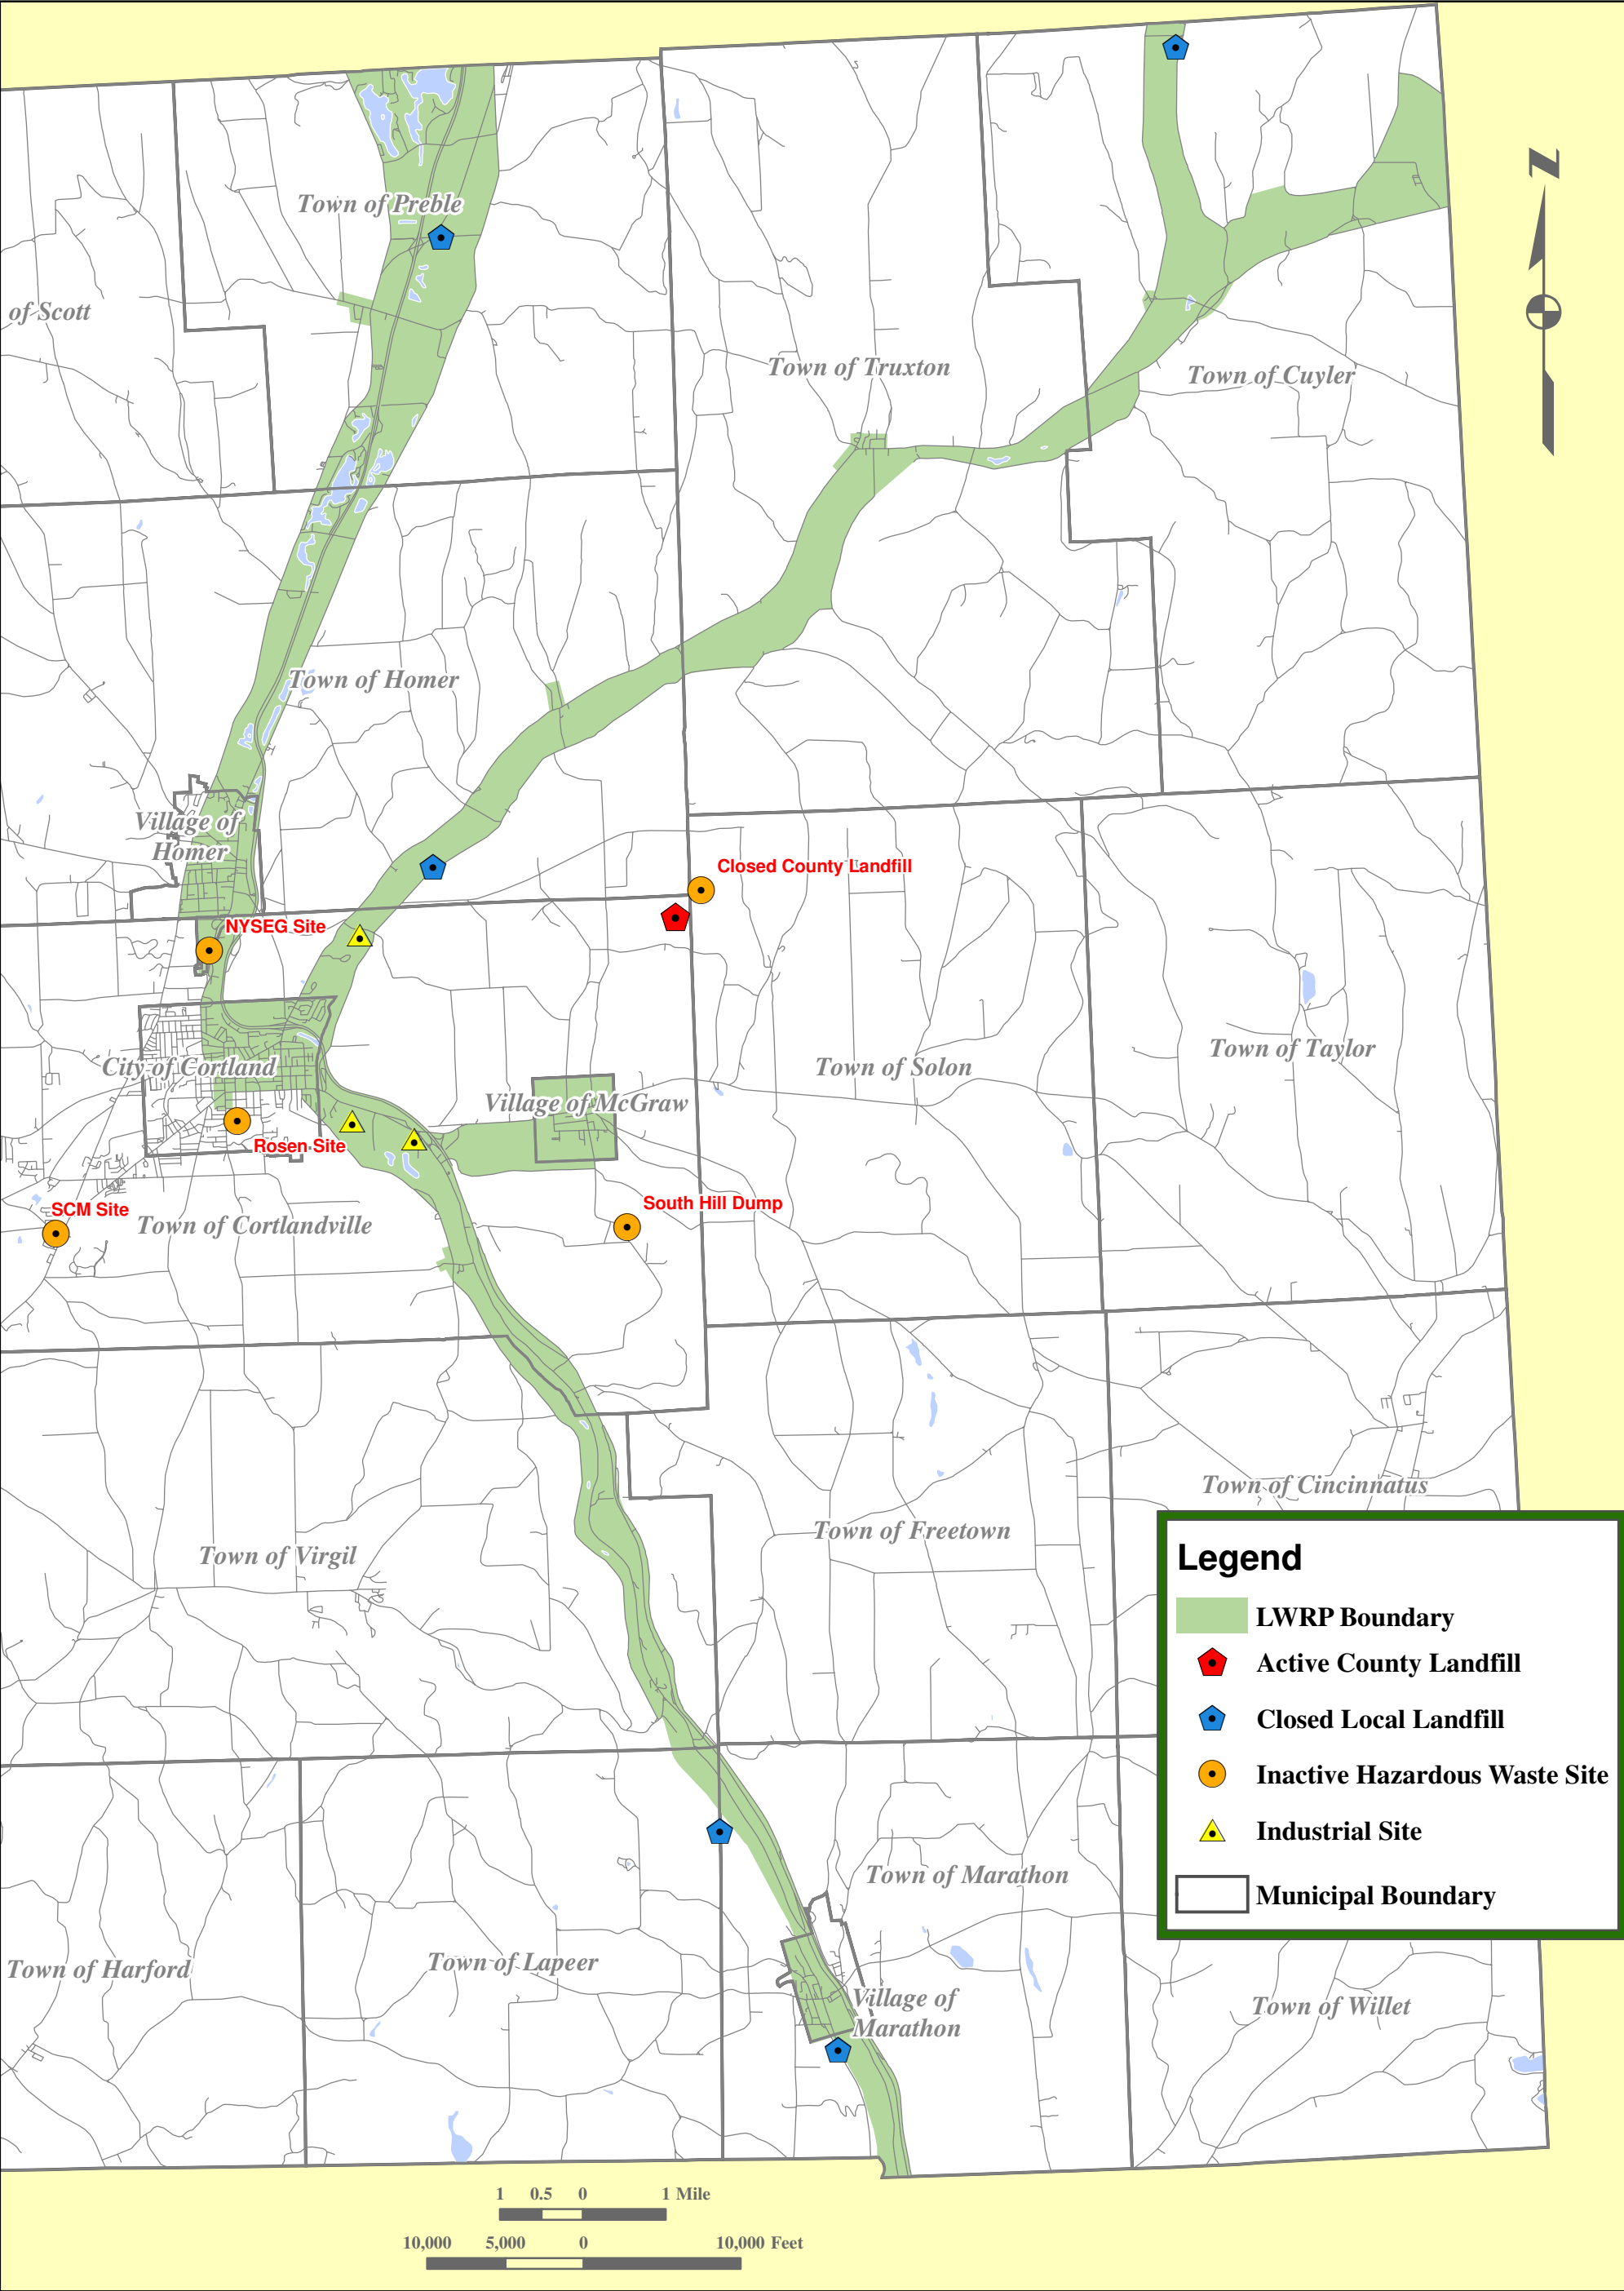 N
Town of Preble
of Scott
Town of Truxton
Town of Cuyler
Town of Homer
Village of
Homer
Closed County Landfill
NYSEG Site
City of Cortland
Town of Solon
Town of Taylor
Village of McGraw
Rosen Site
South Hill Dump
SCM Site
Town of Cortlandville
Town of Cincinnatus
Town of Freetown
Town of Virgil
Legend
LWRP Boundary
Active County Landfill
Closed Local Landfill
Inactive Hazardous Waste Site
Industrial Site
Municipal Boundary
Town of Marathon
Town of Harford
Town of Lapeer
Village of
Marathon
Town of Willet
1 0.5 0 1 Mile
10,000 5,000 0 10,000 Feet